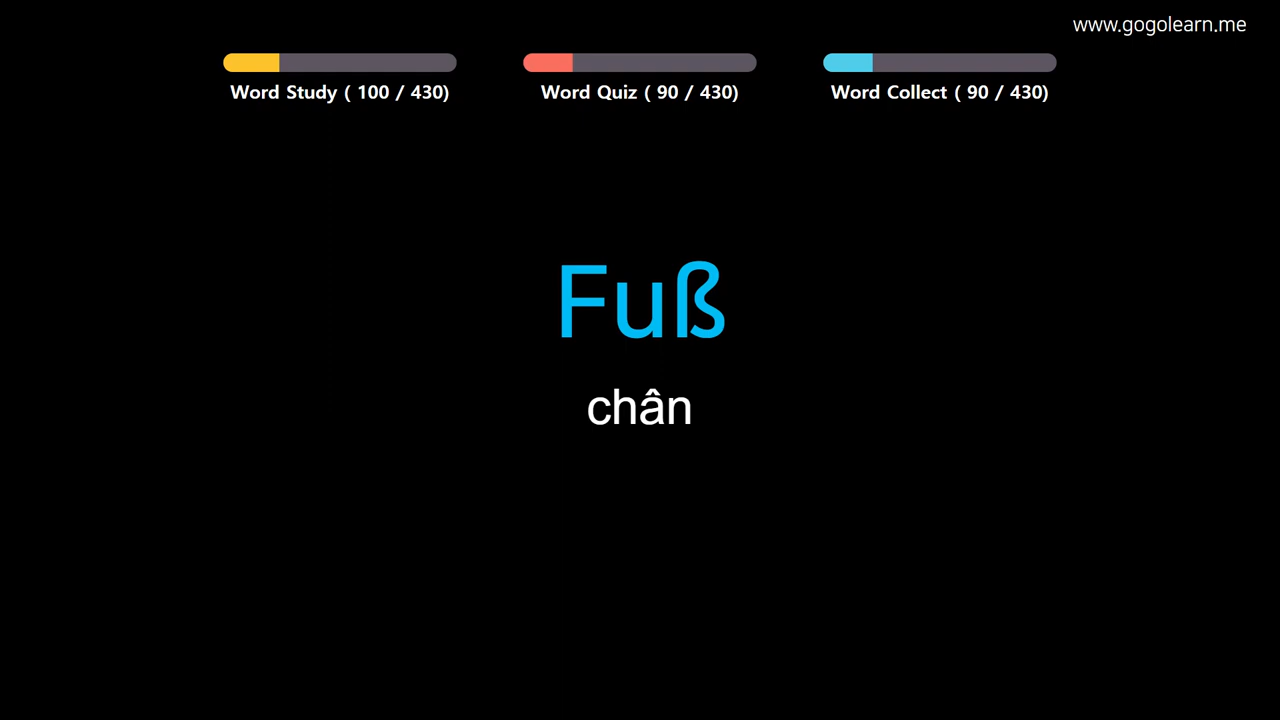 www.gogolearn.me
Word Study ( 100 / 430)
Word Quiz ( 90 / 430)
Word Collect ( 90 / 430)
Fuß
chân